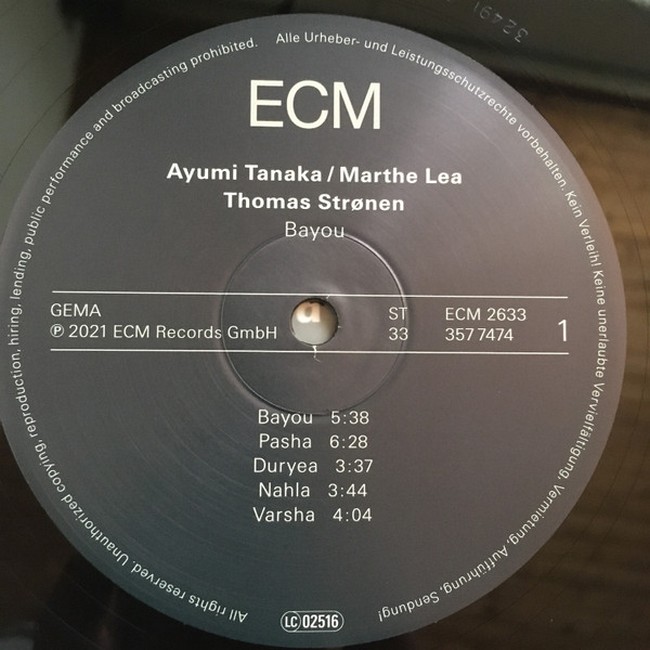 ECM
Ayumi Tanaka / Marthe Lea
Thomas Strønen
Bayou
GEMA
℗ 2021 ECM Records GmbH
ST
33
ECM 2633
357 7474
1
Bayou 5:38
Pasha 6:28
Duryea 3:37
Nahla 3:44
Varsha 4:04
LC 02516
All rights reserved. Unauthorized copying, reproduction, hiring, lending, public performance and broadcasting prohibited.
Alle Urheber- und Leistungsschutzrechte vorbehalten. Kein Verleih! Keine unerlaubte Vervielfältigung, Vermietung, Aufführung, Sendung!